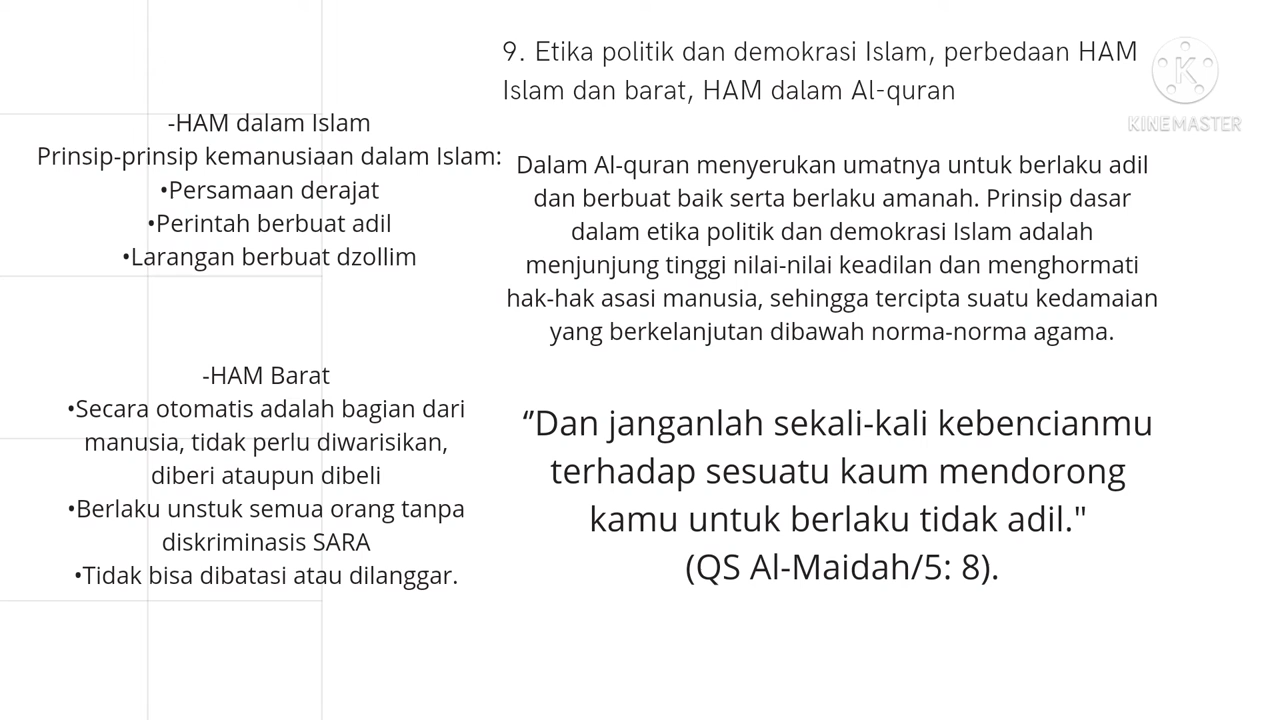 9. Etika politik dan demokrasi Islam, perbedaan HAM
Islam dan barat, HAM dalam Al-quran
KINEMASTER
-HAM dalam Islam
Prinsip-prinsip kemanusiaan dalam Islam:
•Persamaan derajat
•Perintah berbuat adil
•Larangan berbuat dzollim
-HAM Barat
•Secara otomatis adalah bagian dari
manusia, tidak perlu diwarisikan,
diberi ataupun dibeli
•Berlaku unstuk semua orang tanpa
diskriminasis SARA
•Tidak bisa dibatasi atau dilanggar.
Dalam Al-quran menyerukan umatnya untuk berlaku adil
dan berbuat baik serta berlaku amanah. Prinsip dasar
dalam etika politik dan demokrasi Islam adalah
menjunjung tinggi nilai-nilai keadilan dan menghormati
hak-hak asasi manusia, sehingga tercipta suatu kedamaian
yang berkelanjutan dibawah norma-norma agama.
“Dan janganlah sekali-kali kebencianmu
terhadap sesuatu kaum mendorong
kamu untuk berlaku tidak adil."
(QS Al-Maidah/5: 8).